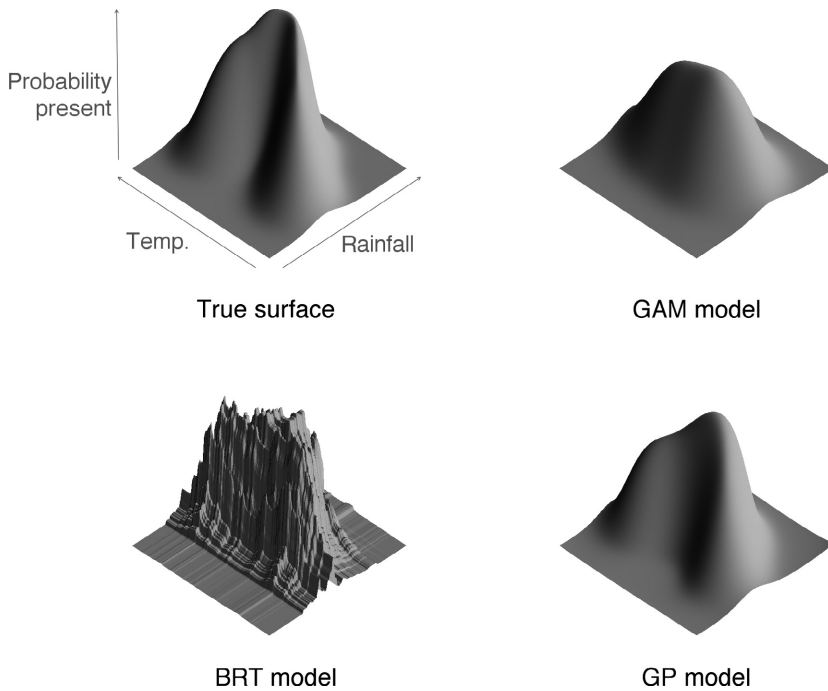 Probability
present
Temp.
Rainfall
True surface
GAM model
BRT model
GP model